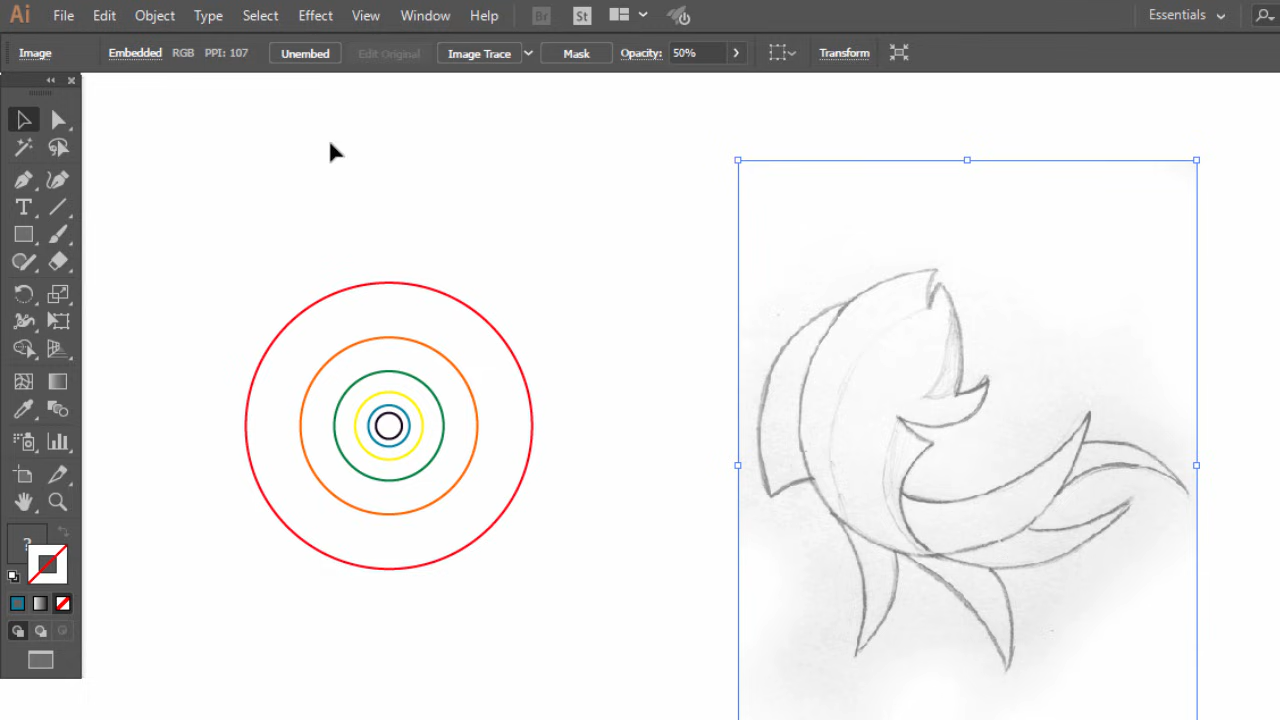 Ai File Edit Object Type Select Effect View Window Help Br St Essentials
Image Embedded RGB PPI: 107 Unembed Edit Original Image Trace Mask Opacity: 50% Transform
T
?